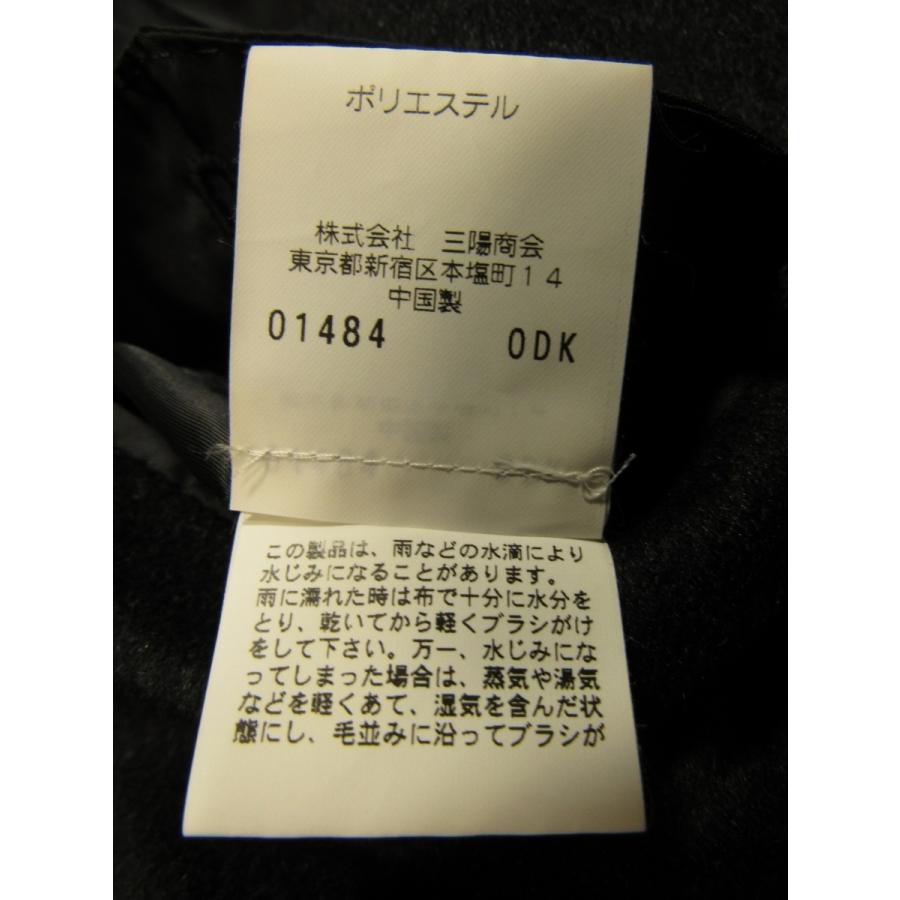 ポリエステル
株式会社　三陽商会
東京都新宿区本塩町１４
中国製
01484 ODK
この製品は、雨などの水滴により
水じみになることがあります。
雨に濡れた時は布で十分に水分を
とり、乾いてから軽くブラシがけ
をして下さい。万一、水じみにな
ってしまった場合は、蒸気や湯気
などを軽くあて、湿気を含んだ状
態にし、毛並みに沿ってブラシが